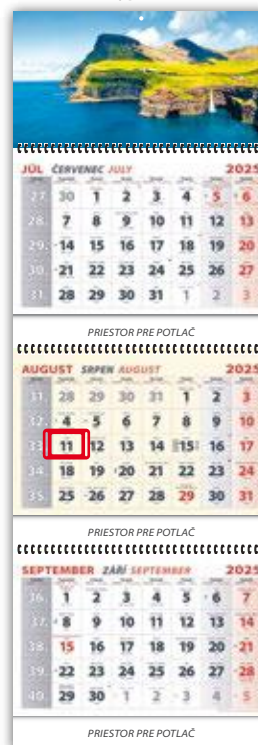 JÚL ČERVENEC JULY 2025
27. 30 1 2 3 4 5 6
28. 7 8 9 10 11 12 13
29. 14 15 16 17 18 19 20
30. 21 22 23 24 25 26 27
31. 28 29 30 31 1 2 3
PRIESTOR PRE POTLAČ
AUGUST SRPEN AUGUST 2025
31. 28 29 30 31 1 2 3
32. 4 5 6 7 8 9 10
33. 11 12 13 14 15 16 17
34. 18 19 20 21 22 23 24
35. 25 26 27 28 29 30 31
PRIESTOR PRE POTLAČ
SEPTEMBER ZÁŘÍ SEPTEMBER 2025
36. 1 2 3 4 5 6 7
37. 8 9 10 11 12 13 14
38. 15 16 17 18 19 20 21
39. 22 23 24 25 26 27 28
40. 29 30 1 2 3 4 5
PRIESTOR PRE POTLAČ